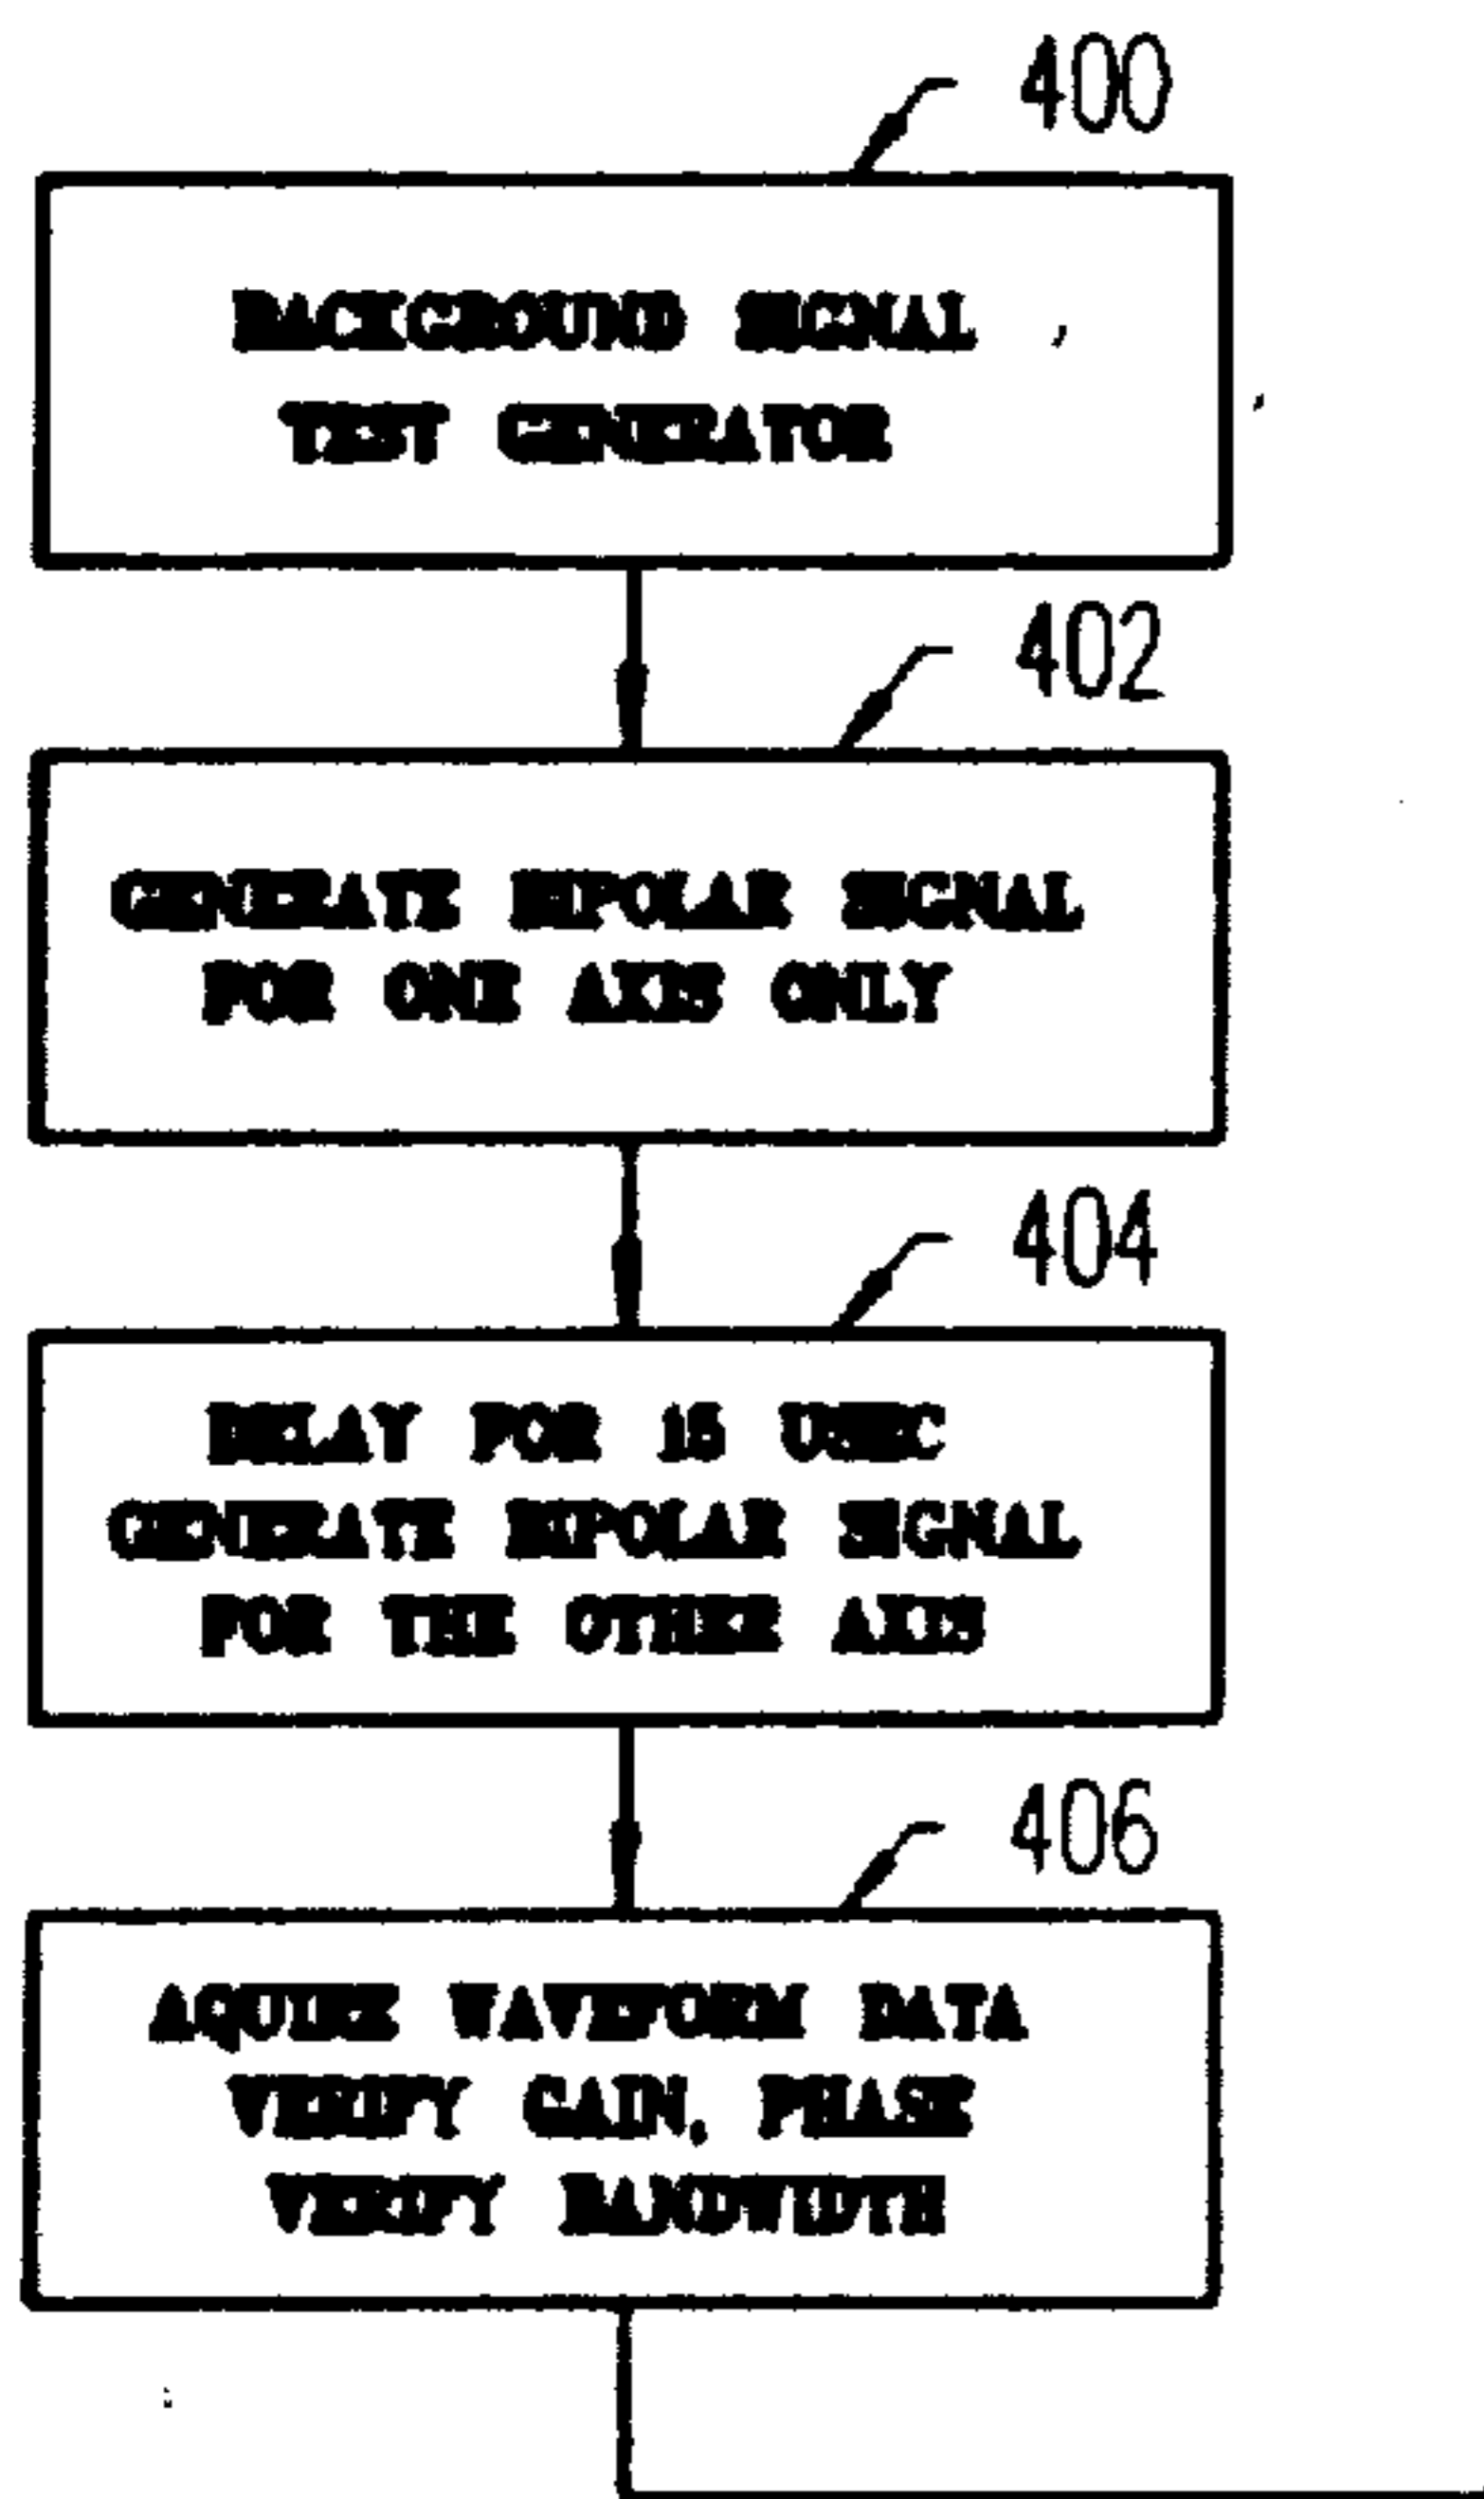 400
BACKGROUND SIGNAL
TEST GENERATOR
402
GENERATE BIPOLAR SIGNAL
FOR ONE AXIS ONLY
404
DELAY FOR 15 USEC
GENERATE BIPOLAR SIGNAL
FOR THE OTHER AXIS
406
AQUIRE WAVEFORM DATA
VERIFY GAIN, PHASE
VERIFY BANDWIDTH